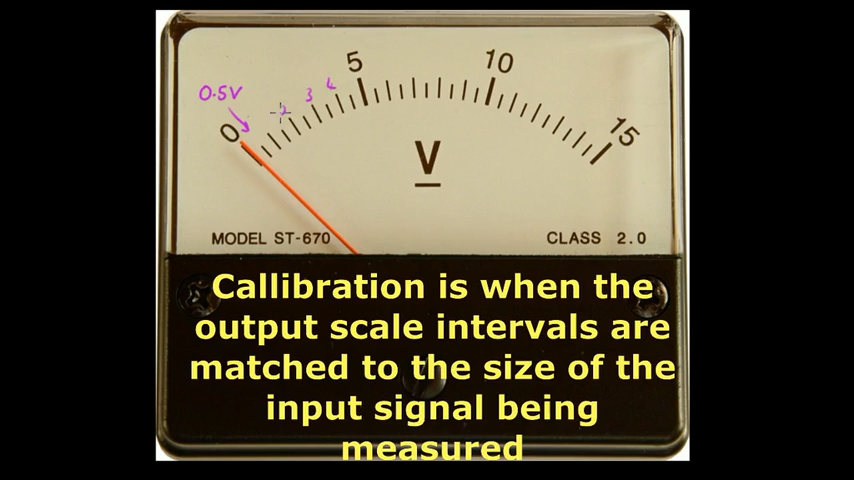 5 10
4
3
0.5V
2
0 15
V
MODEL ST-670 CLASS 2.0
Callibration is when the
output scale intervals are
matched to the size of the
input signal being
measured